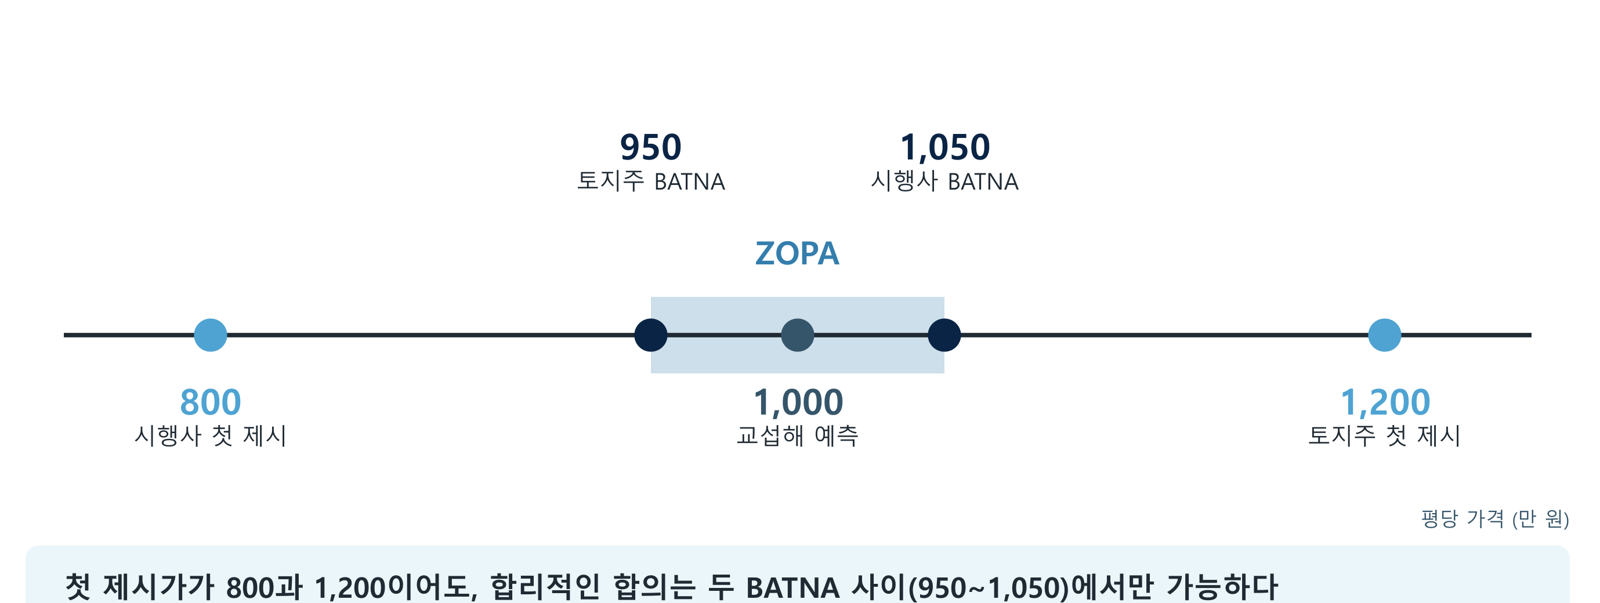 950
토지주 BATNA
1,050
시행사 BATNA
ZOPA
800
시행사 첫 제시
1,000
교섭해 예측
1,200
토지주 첫 제시
평당 가격 (만 원)
첫 제시가가 800과 1,200이어도, 합리적인 합의는 두 BATNA 사이(950~1,050)에서만 가능하다